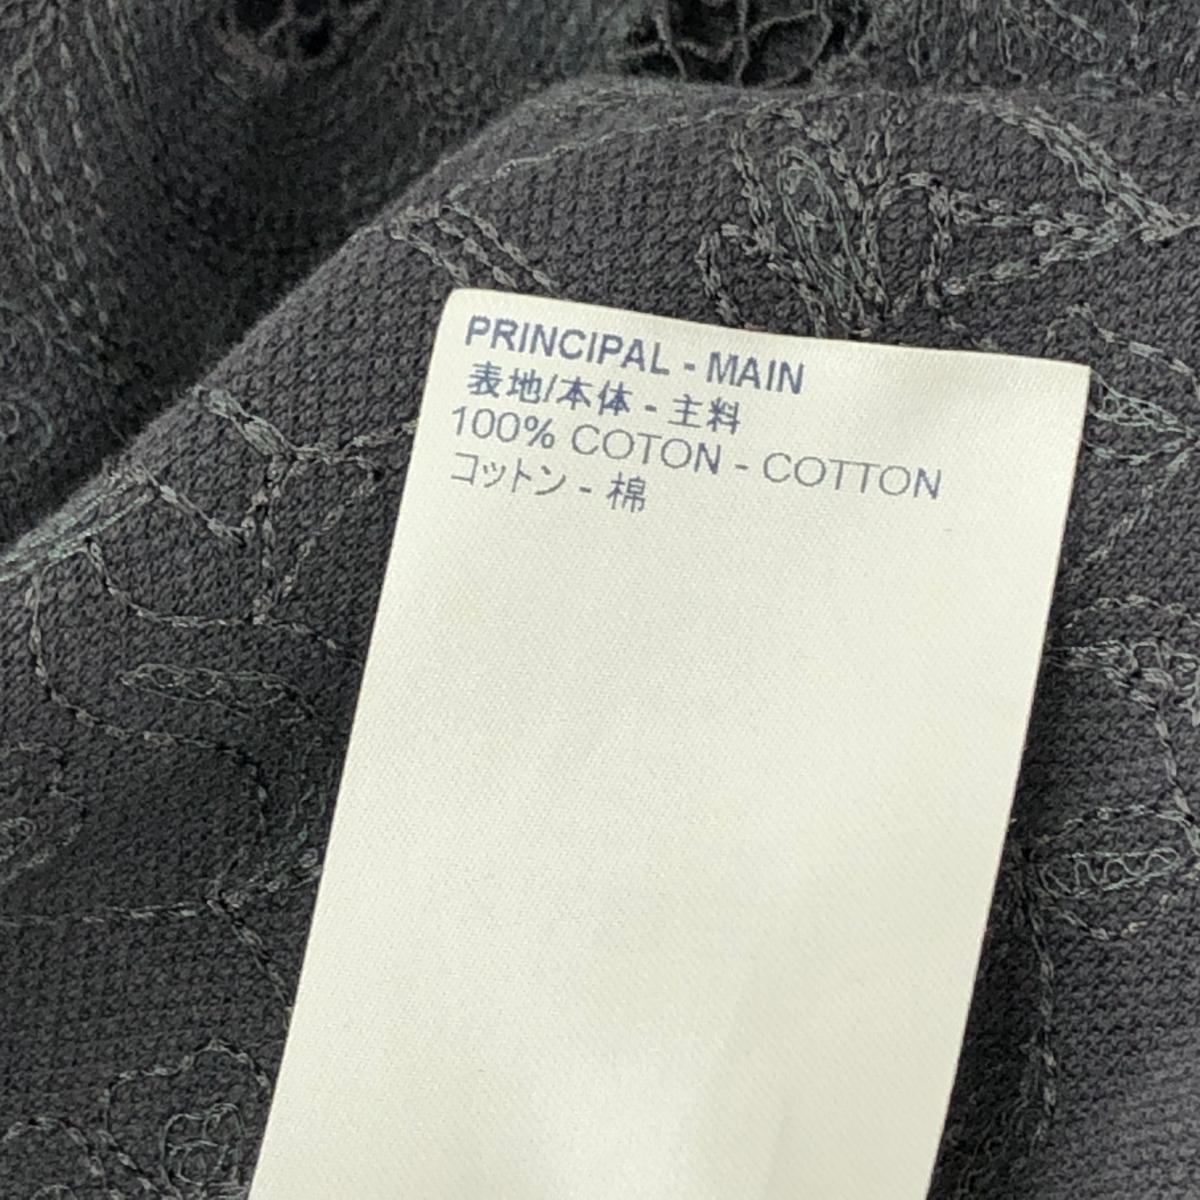 PRINCIPAL - MAIN
表地/本体 - 主料
100% COTON - COTTON
コットン - 棉